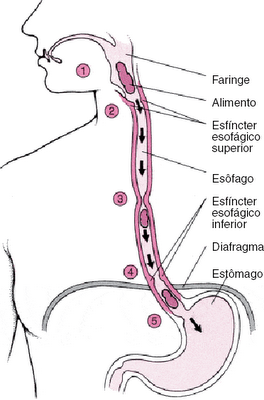 Faringe
1
Alimento
2
Esfíncter
esofágico
superior
Esôfago
3
Esfíncter
esofágico
inferior
Diafragma
4
Estômago
5